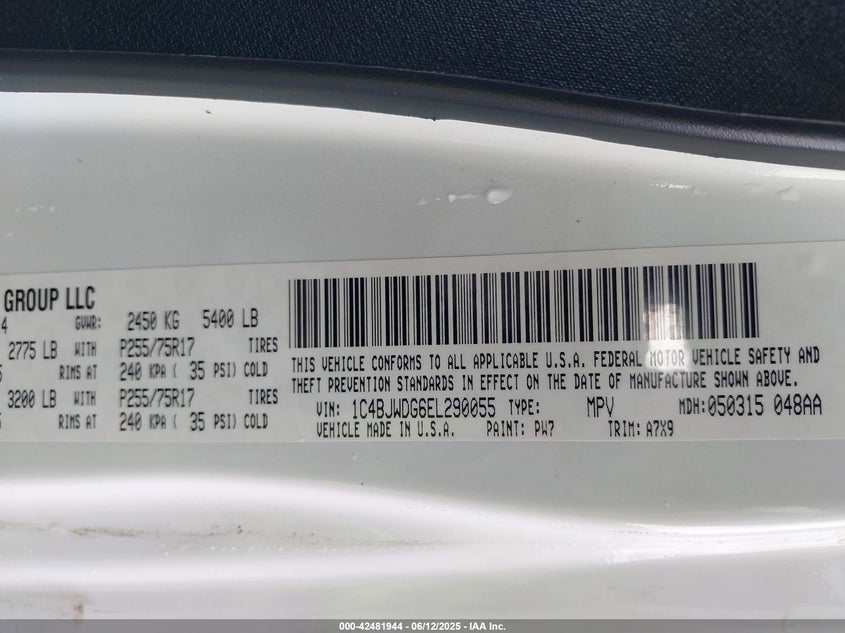 GROUP LLC
4 GVWR: 2450 KG 5400 LB
2775 LB WITH P255/75R17 TIRES
RIMS AT 240 KPA ( 35 PSI) COLD
3200 LB WITH P255/75R17 TIRES
RIMS AT 240 KPA ( 35 PSI) COLD
THIS VEHICLE CONFORMS TO ALL APPLICABLE U.S.A. FEDERAL MOTOR VEHICLE SAFETY AND
THEFT PREVENTION STANDARDS IN EFFECT ON THE DATE OF MANUFACTURE SHOWN ABOVE.
VIN: 1C4BJWDG6EL290055 TYPE: MPV MDH:050315 048AA
VEHICLE MADE IN U.S.A. PAINT: PW7 TRIM: A7X9
000-42481944 - 06/12/2025 - IAA Inc.